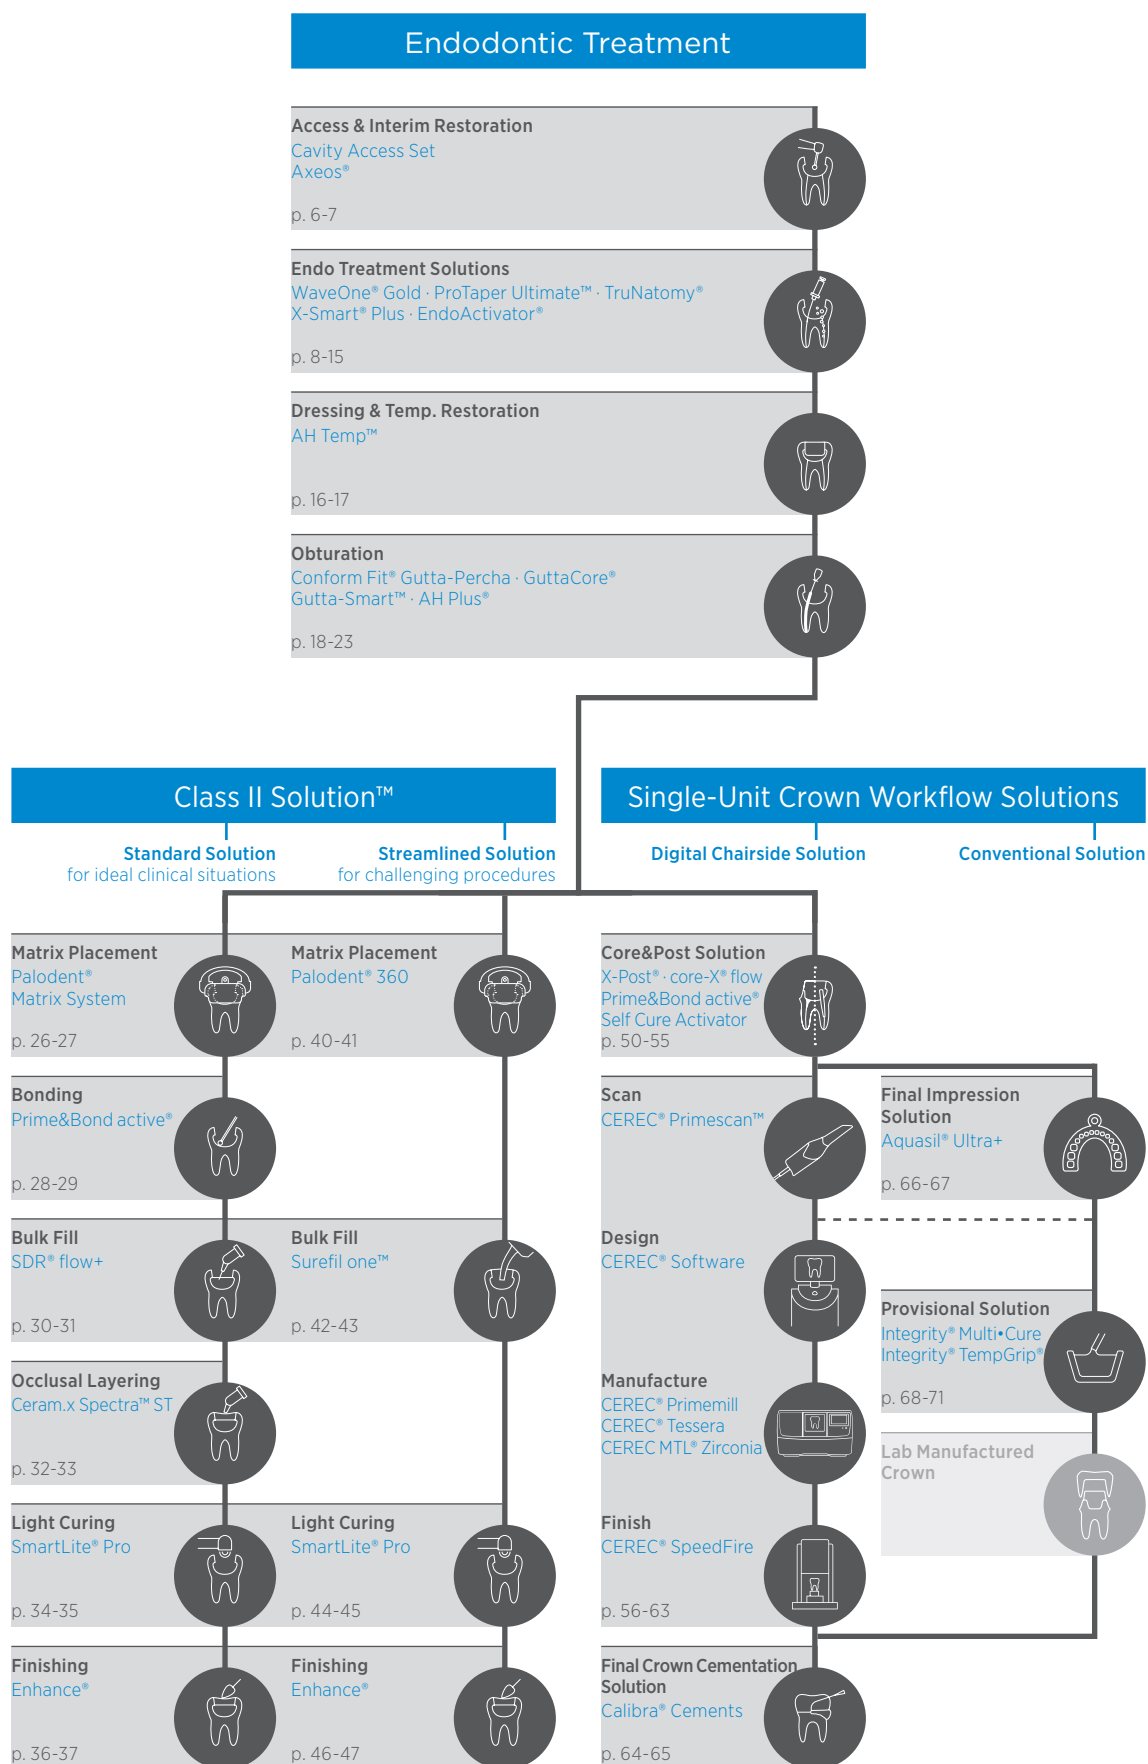 Endodontic Treatment
Access & Interim Restoration
Cavity Access Set
Axeos®
p. 6-7
Endo Treatment Solutions
WaveOne® Gold · ProTaper Ultimate™ · TruNatomy®
X-Smart® Plus · EndoActivator®
p. 8-15
Dressing & Temp. Restoration
AH Temp™
p. 16-17
Obturation
Conform Fit® Gutta-Percha · GuttaCore®
Gutta-Smart™ · AH Plus®
p. 18-23
Class II Solution™
Standard Solution
for ideal clinical situations
Streamlined Solution
for challenging procedures
Matrix Placement
Palodent®
Matrix System
p. 26-27
Matrix Placement
Palodent® 360
p. 40-41
Bonding
Prime&Bond active®
p. 28-29
Bulk Fill
SDR® flow+
p. 30-31
Bulk Fill
Surefil one™
p. 42-43
Occlusal Layering
Ceram.x Spectra™ ST
p. 32-33
Light Curing
SmartLite® Pro
p. 34-35
Light Curing
SmartLite® Pro
p. 44-45
Finishing
Enhance®
p. 36-37
Finishing
Enhance®
p. 46-47
Single-Unit Crown Workflow Solutions
Digital Chairside Solution
Conventional Solution
Core&Post Solution
X-Post® · core-X® flow
Prime&Bond active®
Self Cure Activator
p. 50-55
Scan
CEREC® Primescan™
Design
CEREC® Software
Manufacture
CEREC® Primemill
CEREC® Tessera
CEREC MTL® Zirconia
Finish
CEREC® SpeedFire
p. 56-63
Final Crown Cementation
Solution
Calibra® Cements
p. 64-65
Final Impression
Solution
Aquasil® Ultra+
p. 66-67
Provisional Solution
Integrity® Multi•Cure
Integrity® TempGrip®
p. 68-71
Lab Manufactured
Crown